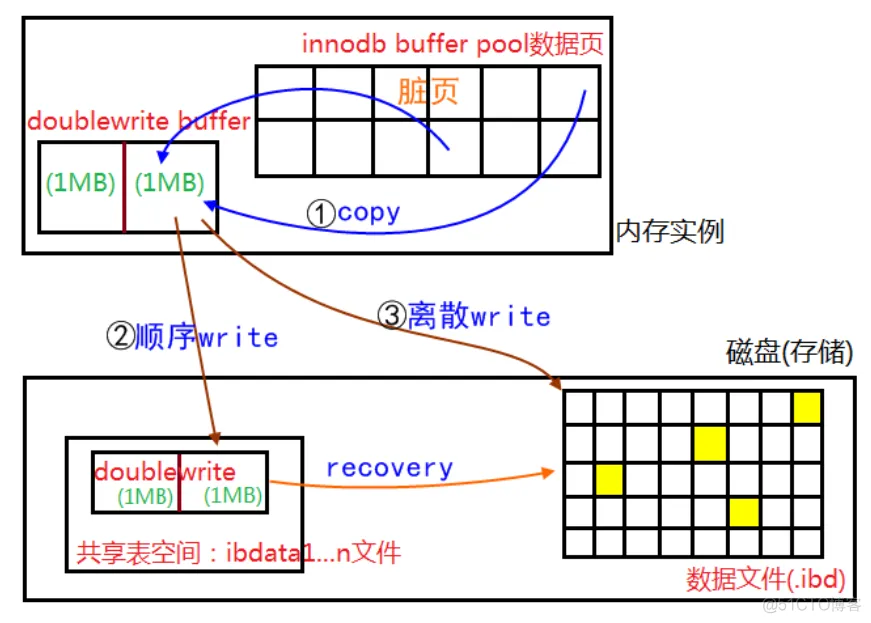 innodb buffer pool数据页
脏页
doublewrite buffer
(1MB)
(1MB)
①copy
内存实例
③离散write
②顺序write
磁盘(存储)
doublewrite
(1MB)
(1MB)
recovery
共享表空间：ibdata1...n文件
数据文件(.ibd)
@51CTO博客